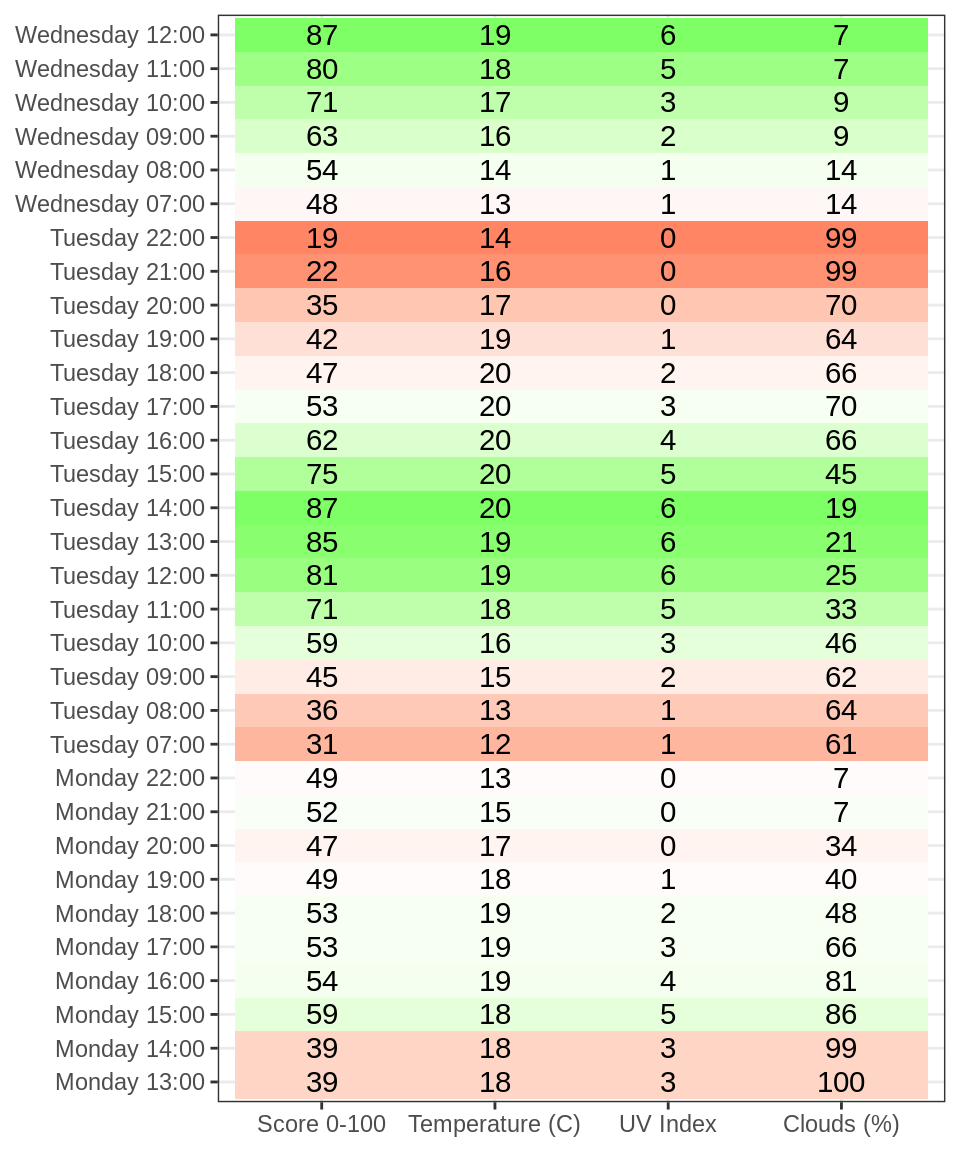 Wednesday 12:00 87 19 6 7
Wednesday 11:00 80 18 5 7
Wednesday 10:00 71 17 3 9
Wednesday 09:00 63 16 2 9
Wednesday 08:00 54 14 1 14
Wednesday 07:00 48 13 1 14
Tuesday 22:00 19 14 0 99
Tuesday 21:00 22 16 0 99
Tuesday 20:00 35 17 0 70
Tuesday 19:00 42 19 1 64
Tuesday 18:00 47 20 2 66
Tuesday 17:00 53 20 3 70
Tuesday 16:00 62 20 4 66
Tuesday 15:00 75 20 5 45
Tuesday 14:00 87 20 6 19
Tuesday 13:00 85 19 6 21
Tuesday 12:00 81 19 6 25
Tuesday 11:00 71 18 5 33
Tuesday 10:00 59 16 3 46
Tuesday 09:00 45 15 2 62
Tuesday 08:00 36 13 1 64
Tuesday 07:00 31 12 1 61
Monday 22:00 49 13 0 7
Monday 21:00 52 15 0 7
Monday 20:00 47 17 0 34
Monday 19:00 49 18 1 40
Monday 18:00 53 19 2 48
Monday 17:00 53 19 3 66
Monday 16:00 54 19 4 81
Monday 15:00 59 18 5 86
Monday 14:00 39 18 3 99
Monday 13:00 39 18 3 100
Score 0-100 Temperature (C) UV Index Clouds (%)